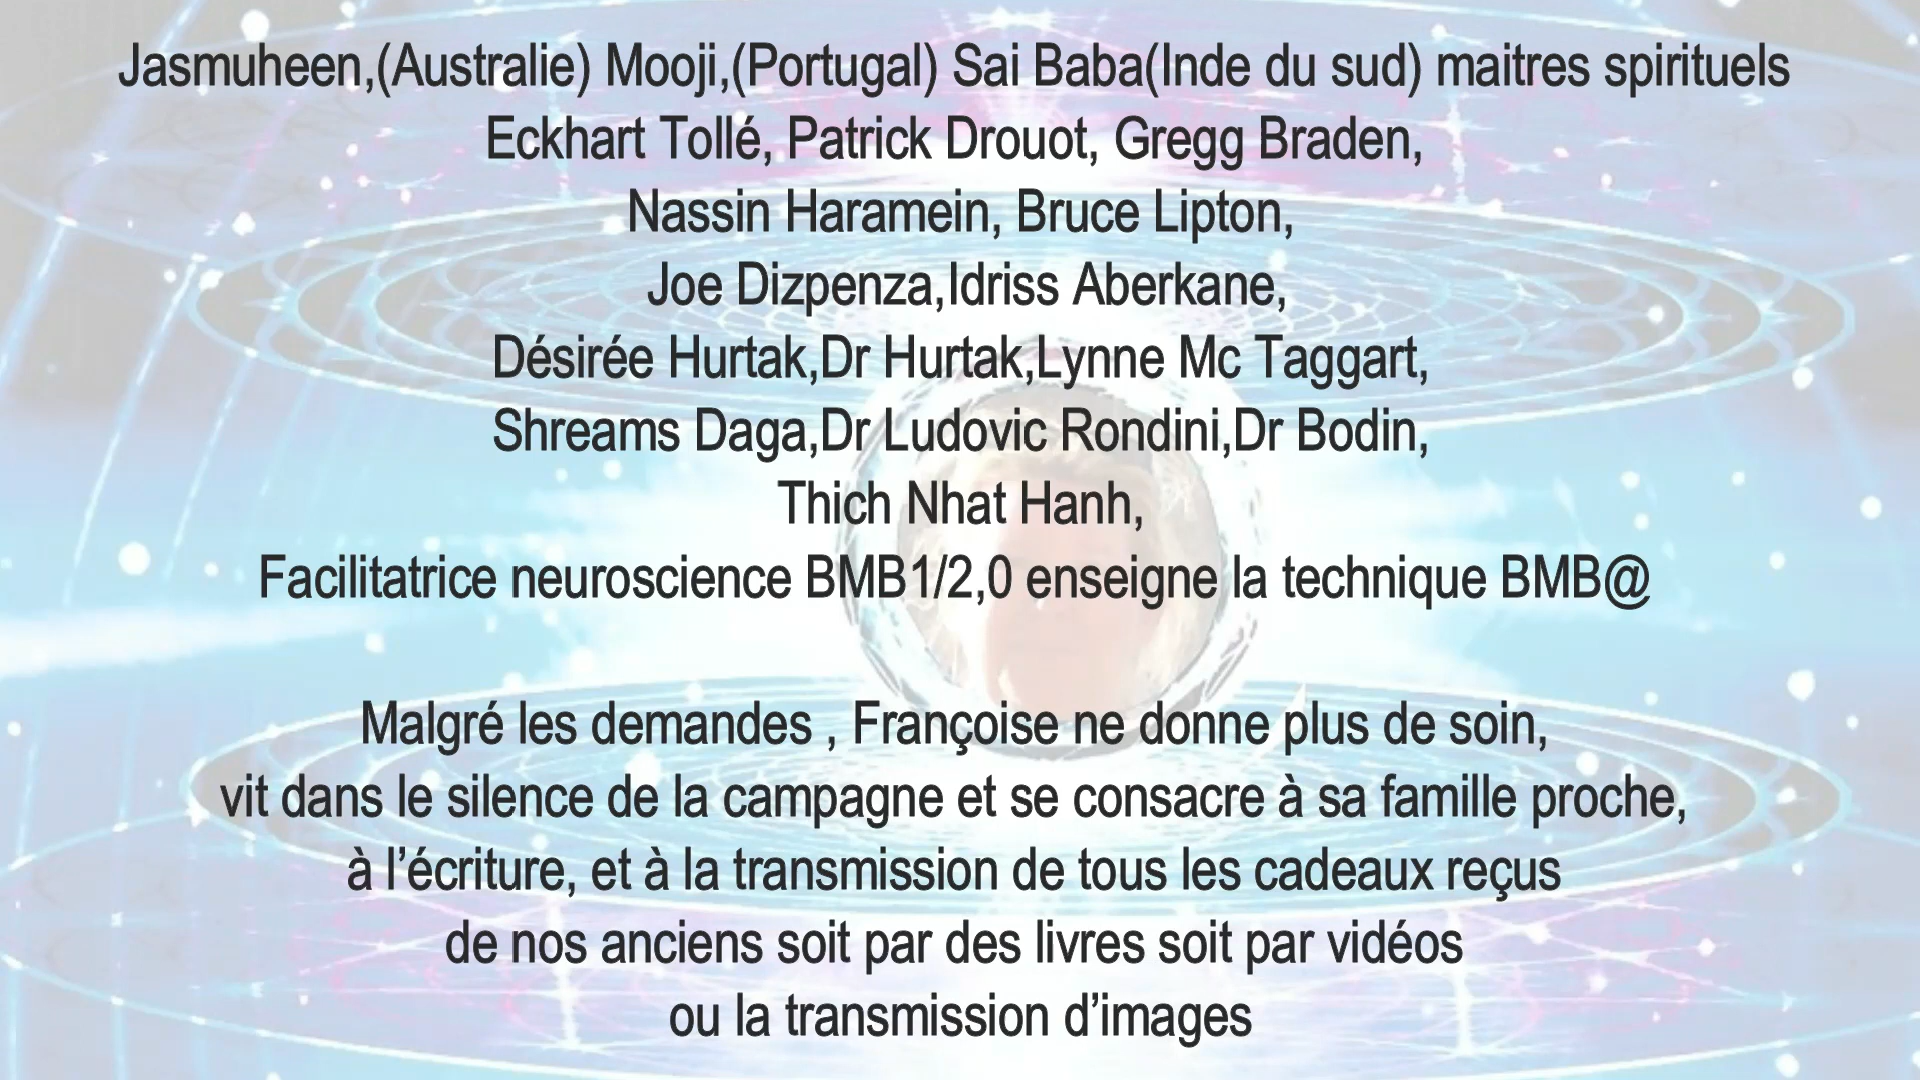 Jasmuheen,(Australie) Mooji,(Portugal) Sai Baba(Inde du sud) maitres spirituels
Eckhart Tollé, Patrick Drouot, Gregg Braden,
Nassin Haramein, Bruce Lipton,
Joe Dizpenza,Idriss Aberkane,
Désirée Hurtak,Dr Hurtak,Lynne Mc Taggart,
Shreams Daga,Dr Ludovic Rondini,Dr Bodin,
Thich Nhat Hanh,
Facilitatrice neuroscience BMB1/2,0 enseigne la technique BMB@
Malgré les demandes , Françoise ne donne plus de soin,
vit dans le silence de la campagne et se consacre à sa famille proche,
à l’écriture, et à la transmission de tous les cadeaux reçus
de nos anciens soit par des livres soit par vidéos
ou la transmission d’images